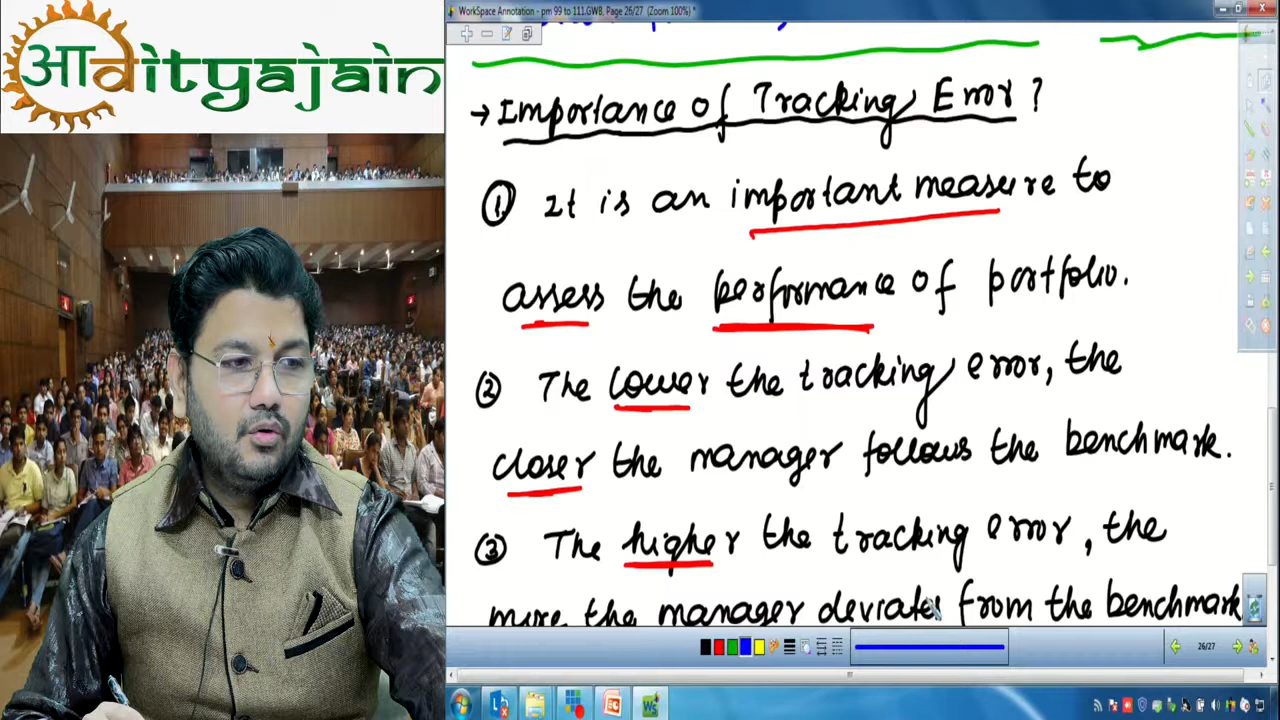 आdityajain
WorkSpace Annotation - pm 99 to 111.GWB, Page 26/27 (Zoom 100%) *
→ Importance of Tracking Error ?
① It is an important measure to
assess the performance of portfolio.
② The lower the tracking error, the
closer the manager follows the benchmark.
③ The higher the tracking error, the
more the manager deviates from the benchmark
26/27